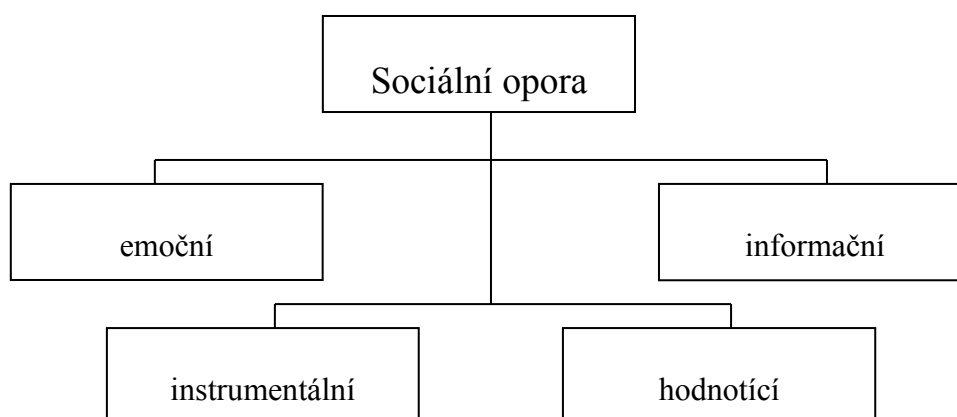 Sociální opora
emoční
informační
instrumentální
hodnotící